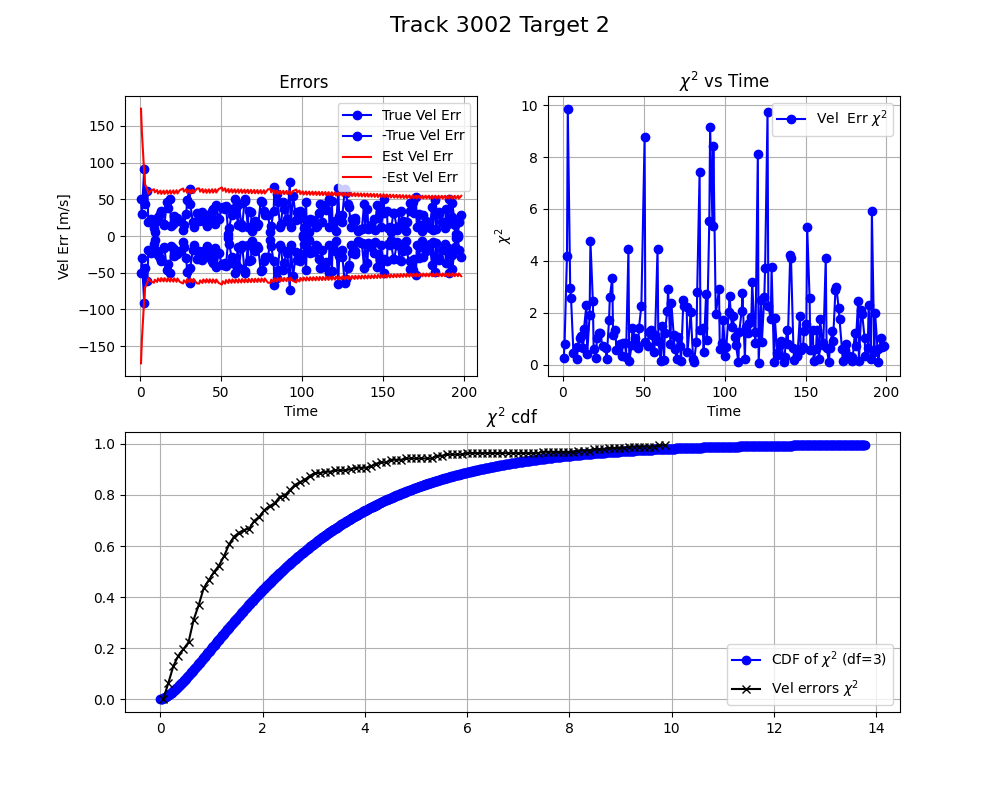 Track 3002 Target 2
Errors
150
100
50
0
−50
−100
−150
Vel Err [m/s]
0
50
100
150
200
Time
True Vel Err
-True Vel Err
Est Vel Err
-Est Vel Err
χ² vs Time
10
8
6
4
2
0
χ²
0
50
100
150
200
Time
Vel Err χ²
χ² cdf
1.0
0.8
0.6
0.4
0.2
0.0
0
2
4
6
8
10
12
14
CDF of χ² (df=3)
Vel errors χ²